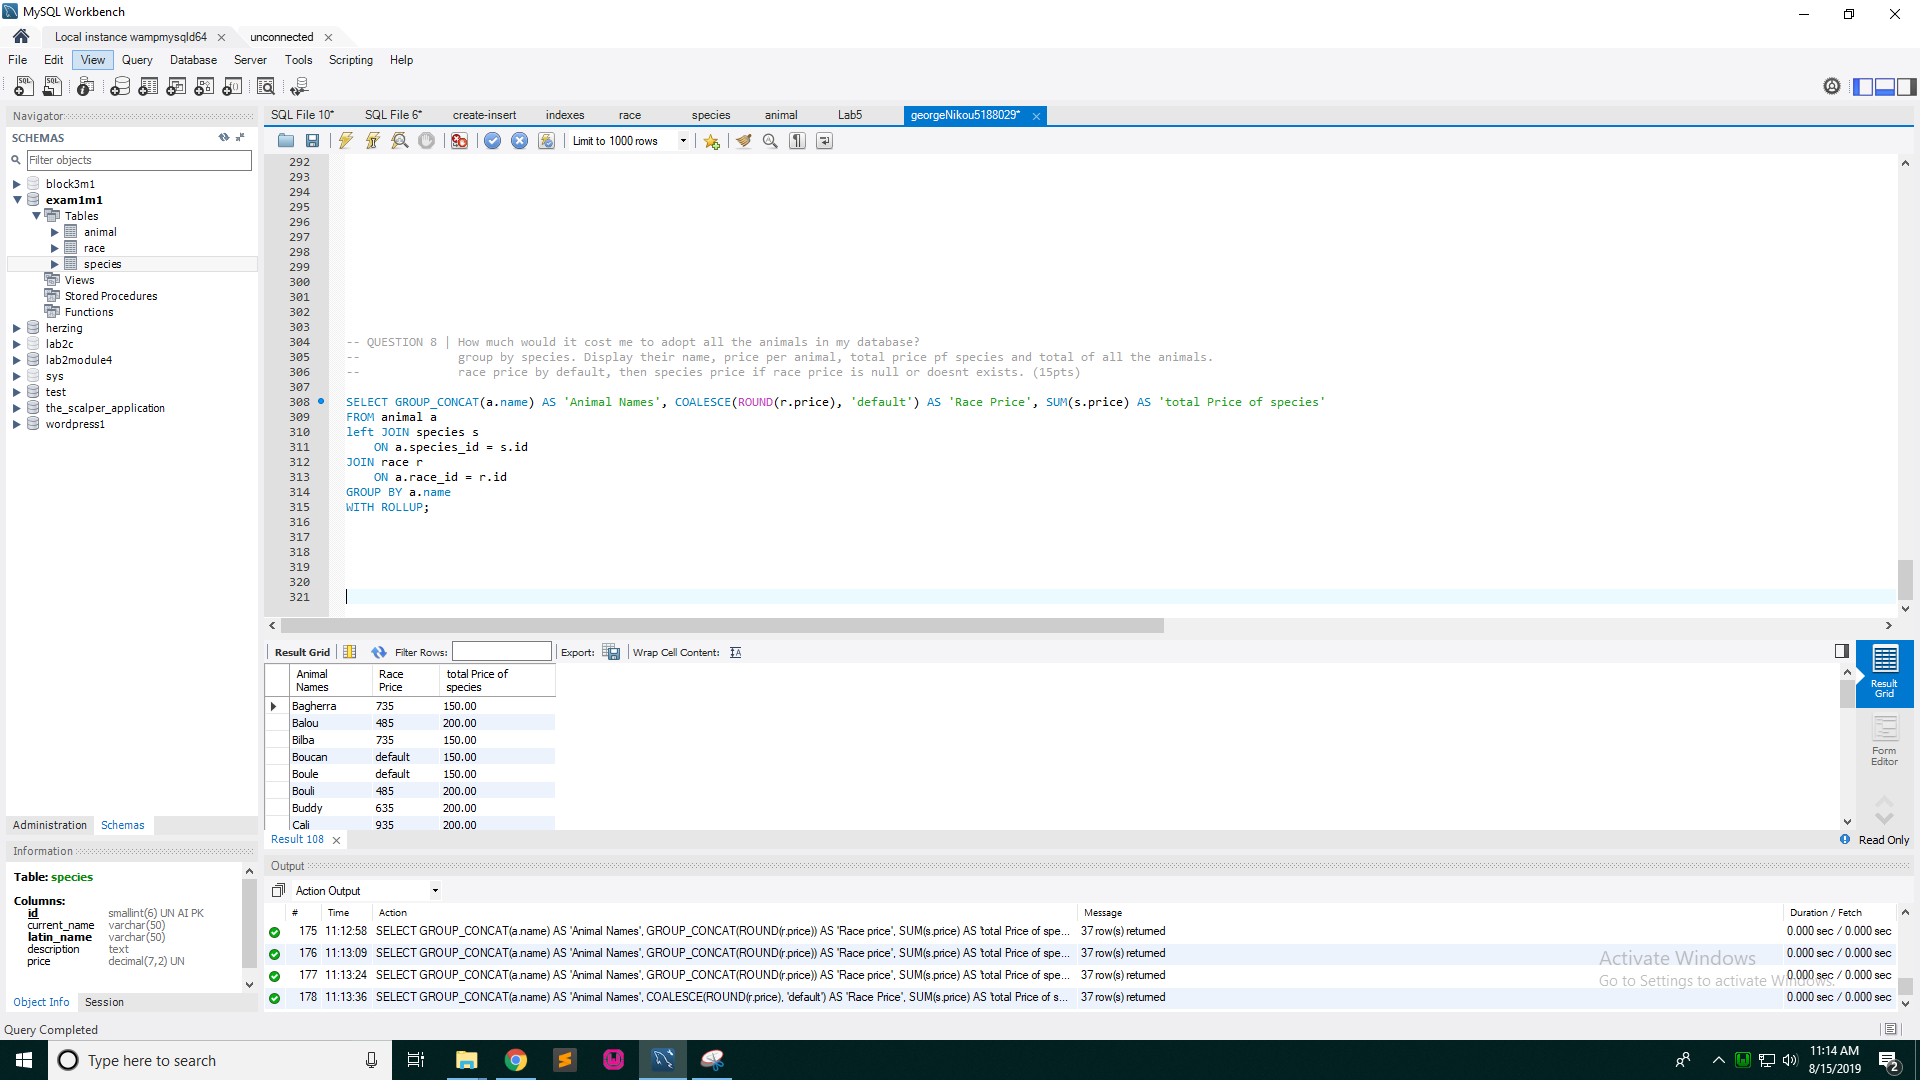 MySQL Workbench
Local instance wampmysqld64
unconnected
File Edit View Query Database Server Tools Scripting Help
Navigator
SCHEMAS
Filter objects
block3m1
exam1m1
Tables
animal
race
species
Views
Stored Procedures
Functions
herzing
lab2c
lab2module4
sys
test
the_scalper_application
wordpress1
Administration Schemas
Information
Table: species
Columns:
id smallint(6) UN AI PK
current_name varchar(50)
latin_name varchar(50)
description text
price decimal(7,2) UN
Object Info Session
Query Completed
SQL File 10* SQL File 6* create-insert indexes race species animal Lab5 georgeNikou5188029*
Limit to 1000 rows
292
293
294
295
296
297
298
299
300
301
302
303
304 -- QUESTION 8 | How much would it cost me to adopt all the animals in my database?
305 -- group by species. Display their name, price per animal, total price pf species and total of all the animals.
306 -- race price by default, then species price if race price is null or doesnt exists. (15pts)
307
308 SELECT GROUP_CONCAT(a.name) AS 'Animal Names', COALESCE(ROUND(r.price), 'default') AS 'Race Price', SUM(s.price) AS 'total Price of species'
309 FROM animal a
310 left JOIN species s
311 ON a.species_id = s.id
312 JOIN race r
313 ON a.race_id = r.id
314 GROUP BY a.name
315 WITH ROLLUP;
316
317
318
319
320
321
Result Grid Filter Rows: Export: Wrap Cell Content:
Animal Names Race Price total Price of species
Bagherra 735 150.00
Balou 485 200.00
Bilba 735 150.00
Boucan default 150.00
Boule default 150.00
Bouli 485 200.00
Buddy 635 200.00
Cali 935 200.00
Result Grid
Form Editor
Result 108
Read Only
Output
Action Output
# Time Action Message Duration / Fetch
175 11:12:58 SELECT GROUP_CONCAT(a.name) AS 'Animal Names', GROUP_CONCAT(ROUND(r.price)) AS 'Race price', SUM(s.price) AS 'total Price of spe... 37 row(s) returned 0.000 sec / 0.000 sec
176 11:13:09 SELECT GROUP_CONCAT(a.name) AS 'Animal Names', GROUP_CONCAT(ROUND(r.price)) AS 'Race price', SUM(s.price) AS 'total Price of spe... 37 row(s) returned 0.000 sec / 0.000 sec
177 11:13:24 SELECT GROUP_CONCAT(a.name) AS 'Animal Names', GROUP_CONCAT(ROUND(r.price)) AS 'Race price', SUM(s.price) AS 'total Price of spe... 37 row(s) returned 0.000 sec / 0.000 sec
178 11:13:36 SELECT GROUP_CONCAT(a.name) AS 'Animal Names', COALESCE(ROUND(r.price), 'default') AS 'Race Price', SUM(s.price) AS 'total Price of s... 37 row(s) returned 0.000 sec / 0.000 sec
Activate Windows
Go to Settings to activate Windows.
Type here to search
11:14 AM
8/15/2019
2